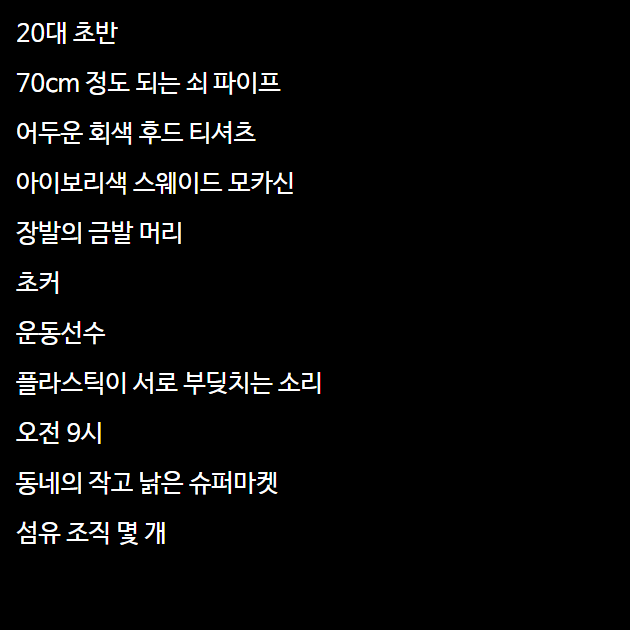 20대 초반
70cm 정도 되는 쇠 파이프
어두운 회색 후드 티셔츠
아이보리색 스웨이드 모카신
장발의 금발 머리
초커
운동선수
플라스틱이 서로 부딪치는 소리
오전 9시
동네의 작고 낡은 슈퍼마켓
섬유 조직 몇 개